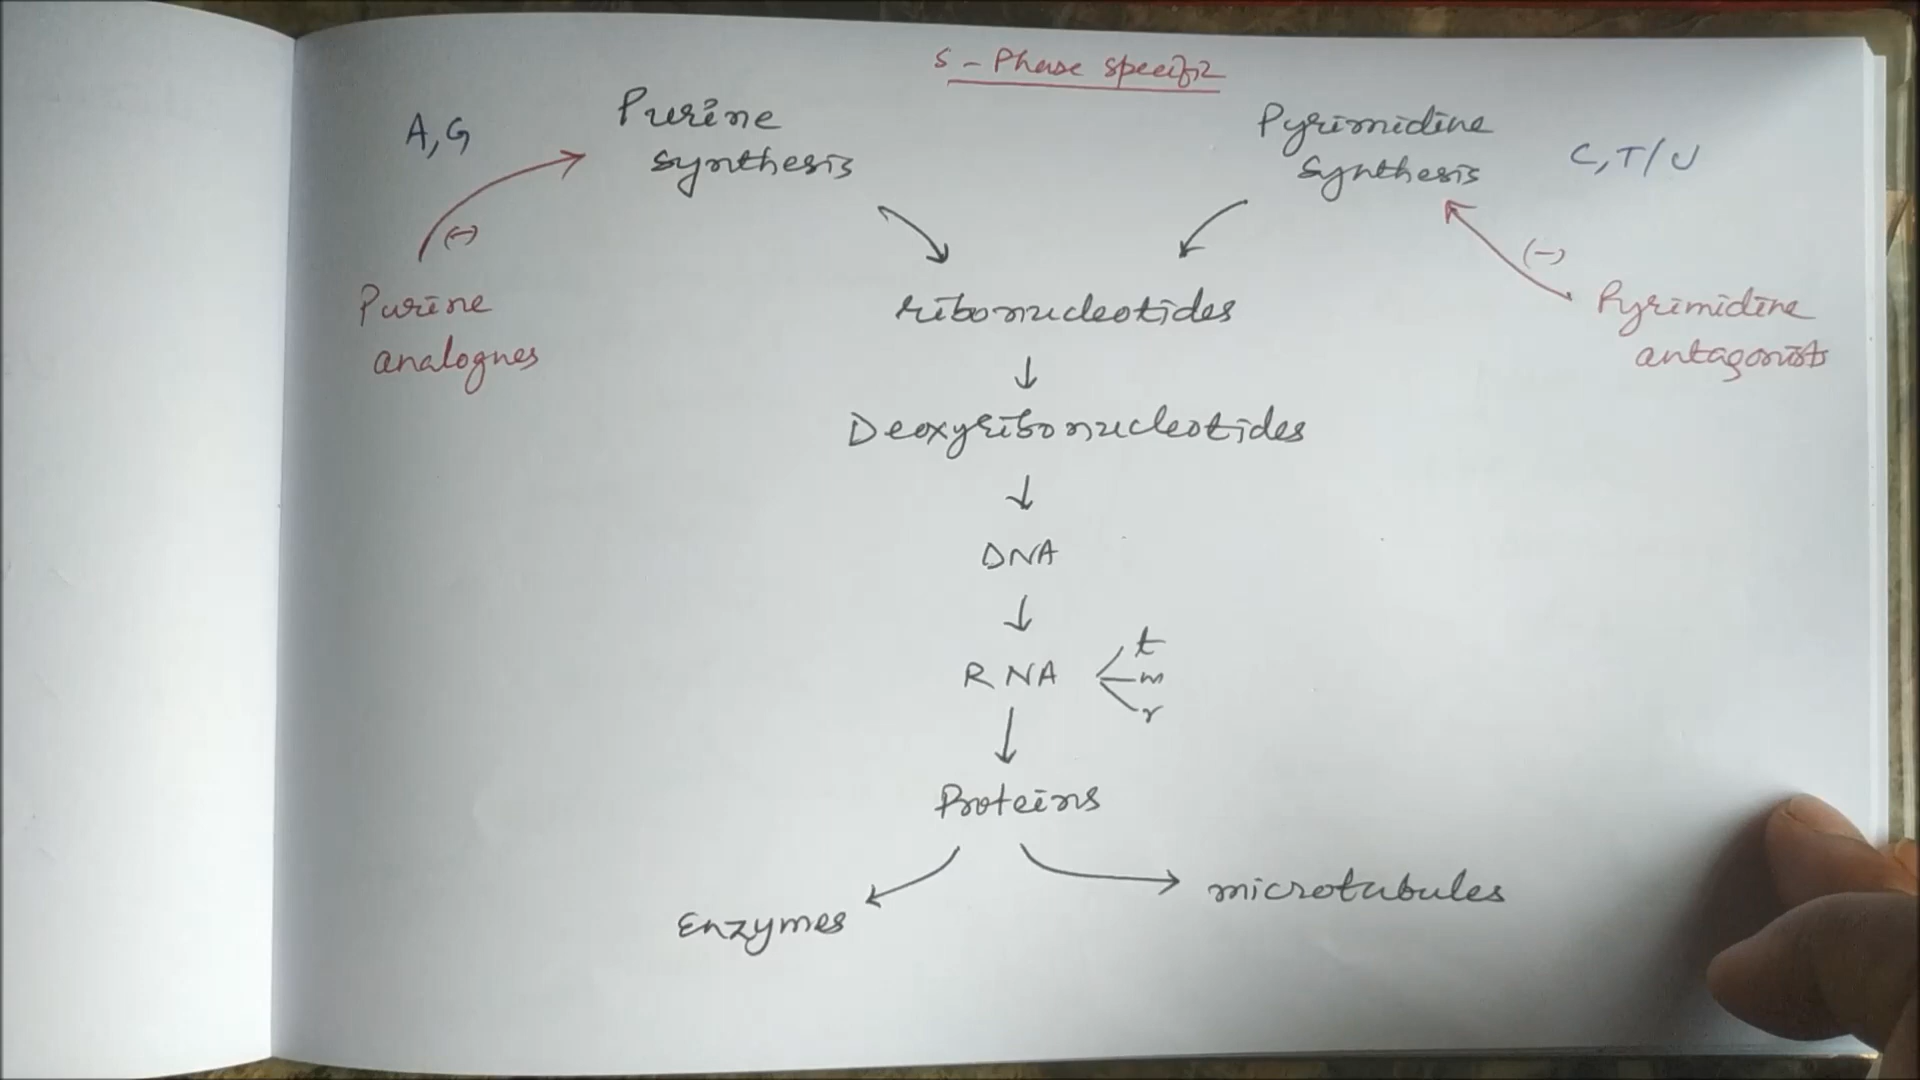 S - Phase specific
A, G
Purine
synthesis
Pyrimidine
Synthesis
C, T/U
(-)
(-)
Purine
analogues
Pyrimidine
antagonists
ribonucleotides
Deoxyribonucleotides
DNA
RNA
t
m
r
Proteins
Enzymes
microtubules